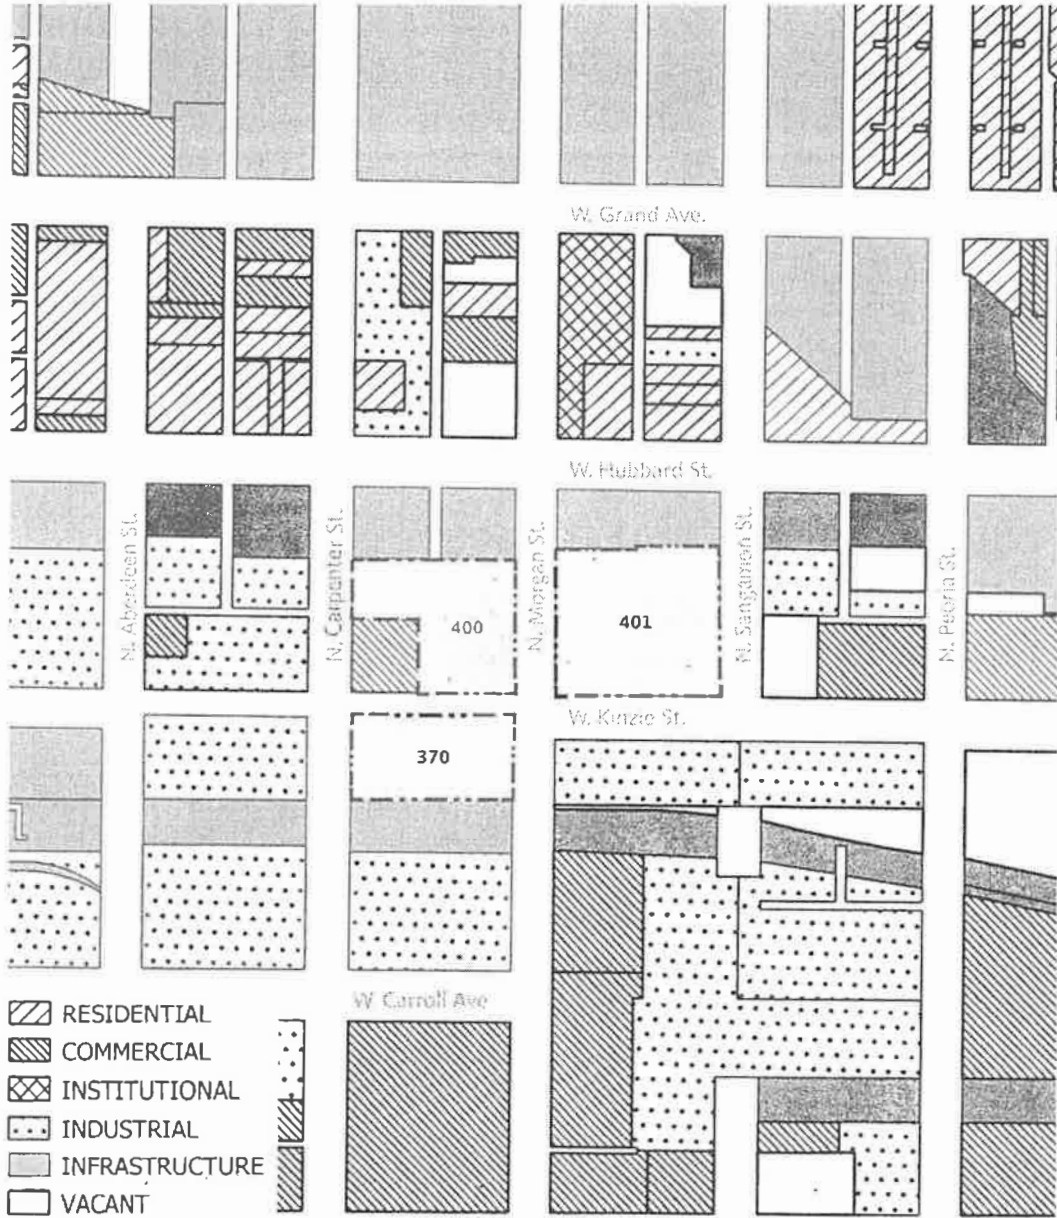 W. Grand Ave.
W. Hubbard St.
N. Aberdeen St.
N. Carpenter St.
N. Morgan St.
N. Sangamon St.
N. Peoria St.
400
401
W. Kinzie St.
370
W. Carroll Ave
RESIDENTIAL
COMMERCIAL
INSTITUTIONAL
INDUSTRIAL
INFRASTRUCTURE
VACANT